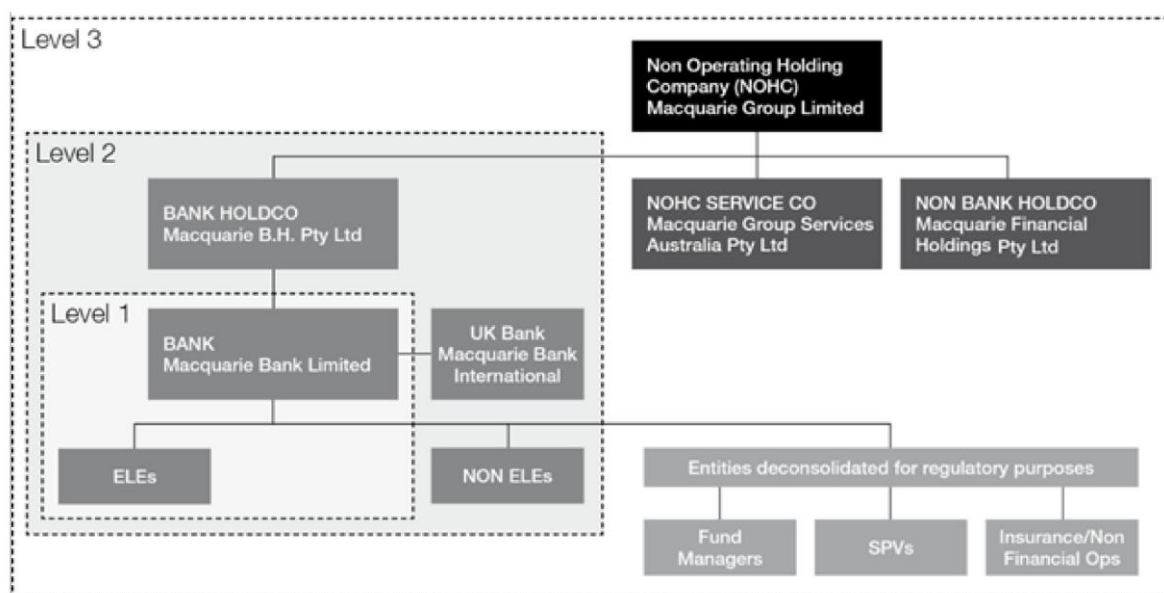 Level 3
Non Operating Holding
Company (NOHC)
Macquarie Group Limited
Level 2
BANK HOLDCO
Macquarie B.H. Pty Ltd
NOHC SERVICE CO
Macquarie Group Services
Australia Pty Ltd
NON BANK HOLDCO
Macquarie Financial
Holdings Pty Ltd
Level 1
BANK
Macquarie Bank Limited
UK Bank
Macquarie Bank
International
ELEs
NON ELEs
Entities deconsolidated for regulatory purposes
Fund
Managers
SPVs
Insurance/Non
Financial Ops